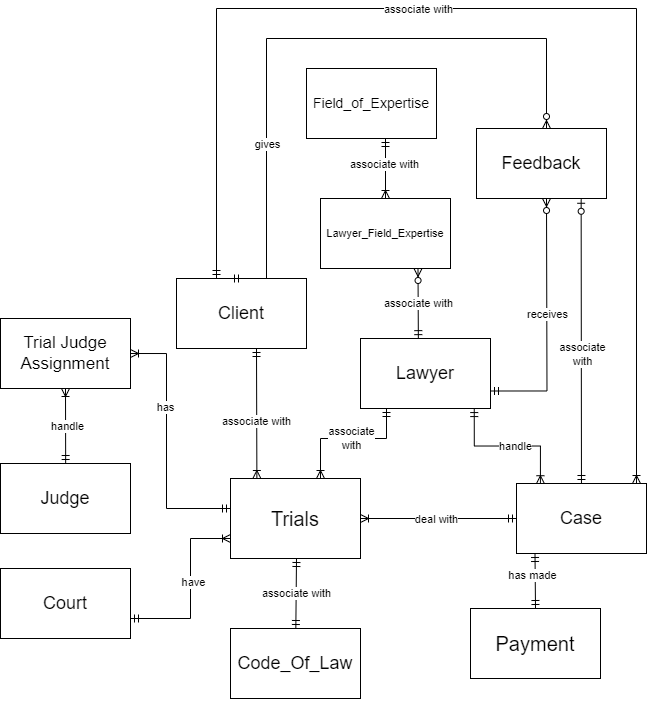 associate with
Field_of_Expertise
gives
associate with
Feedback
Lawyer_Field_Expertise
Client
associate with
receives
Trial Judge
Assignment
associate
with
Lawyer
has
handle
associate with
associate
with
handle
Judge
Trials
deal with
Case
have
has made
associate with
Court
Payment
Code_Of_Law